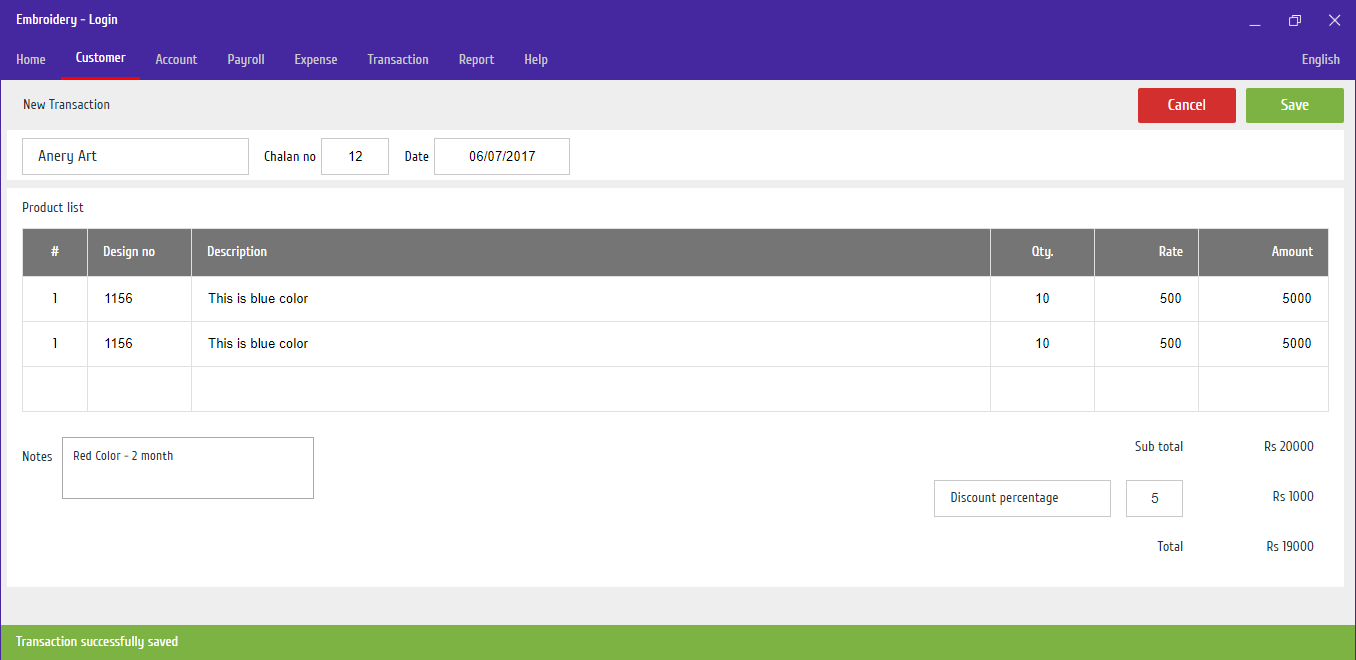 Embroidery - Login
Home Customer Account Payroll Expense Transaction Report Help English
New Transaction Cancel Save
Anery Art Chalan no 12 Date 06/07/2017
Product list
# Design no Description Qty. Rate Amount
1 1156 This is blue color 10 500 5000
1 1156 This is blue color 10 500 5000
Notes Red Color - 2 month Sub total Rs 20000
Discount percentage 5 Rs 1000
Total Rs 19000
Transaction successfully saved